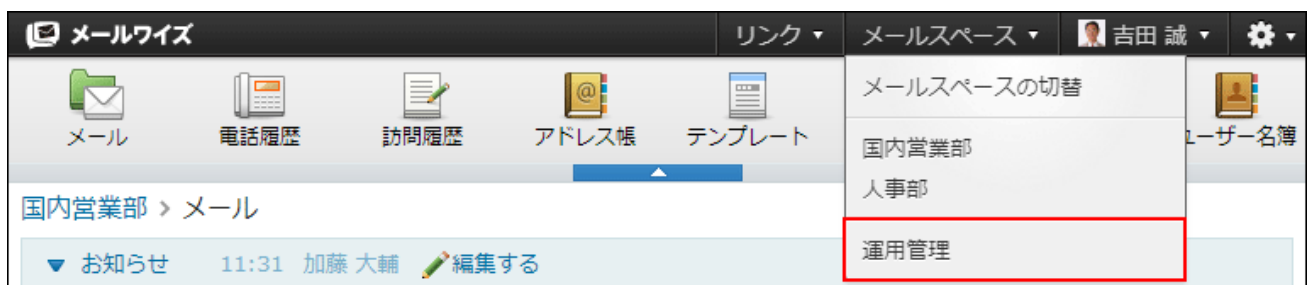 メールワイズ リンク メールスペース 吉田 誠
メールスペースの切替
メール 電話履歴 訪問履歴 アドレス帳 テンプレート ーザー名簿
国内営業部
人事部
国内営業部 > メール
運用管理
お知らせ 11:31 加藤 大輔 編集する